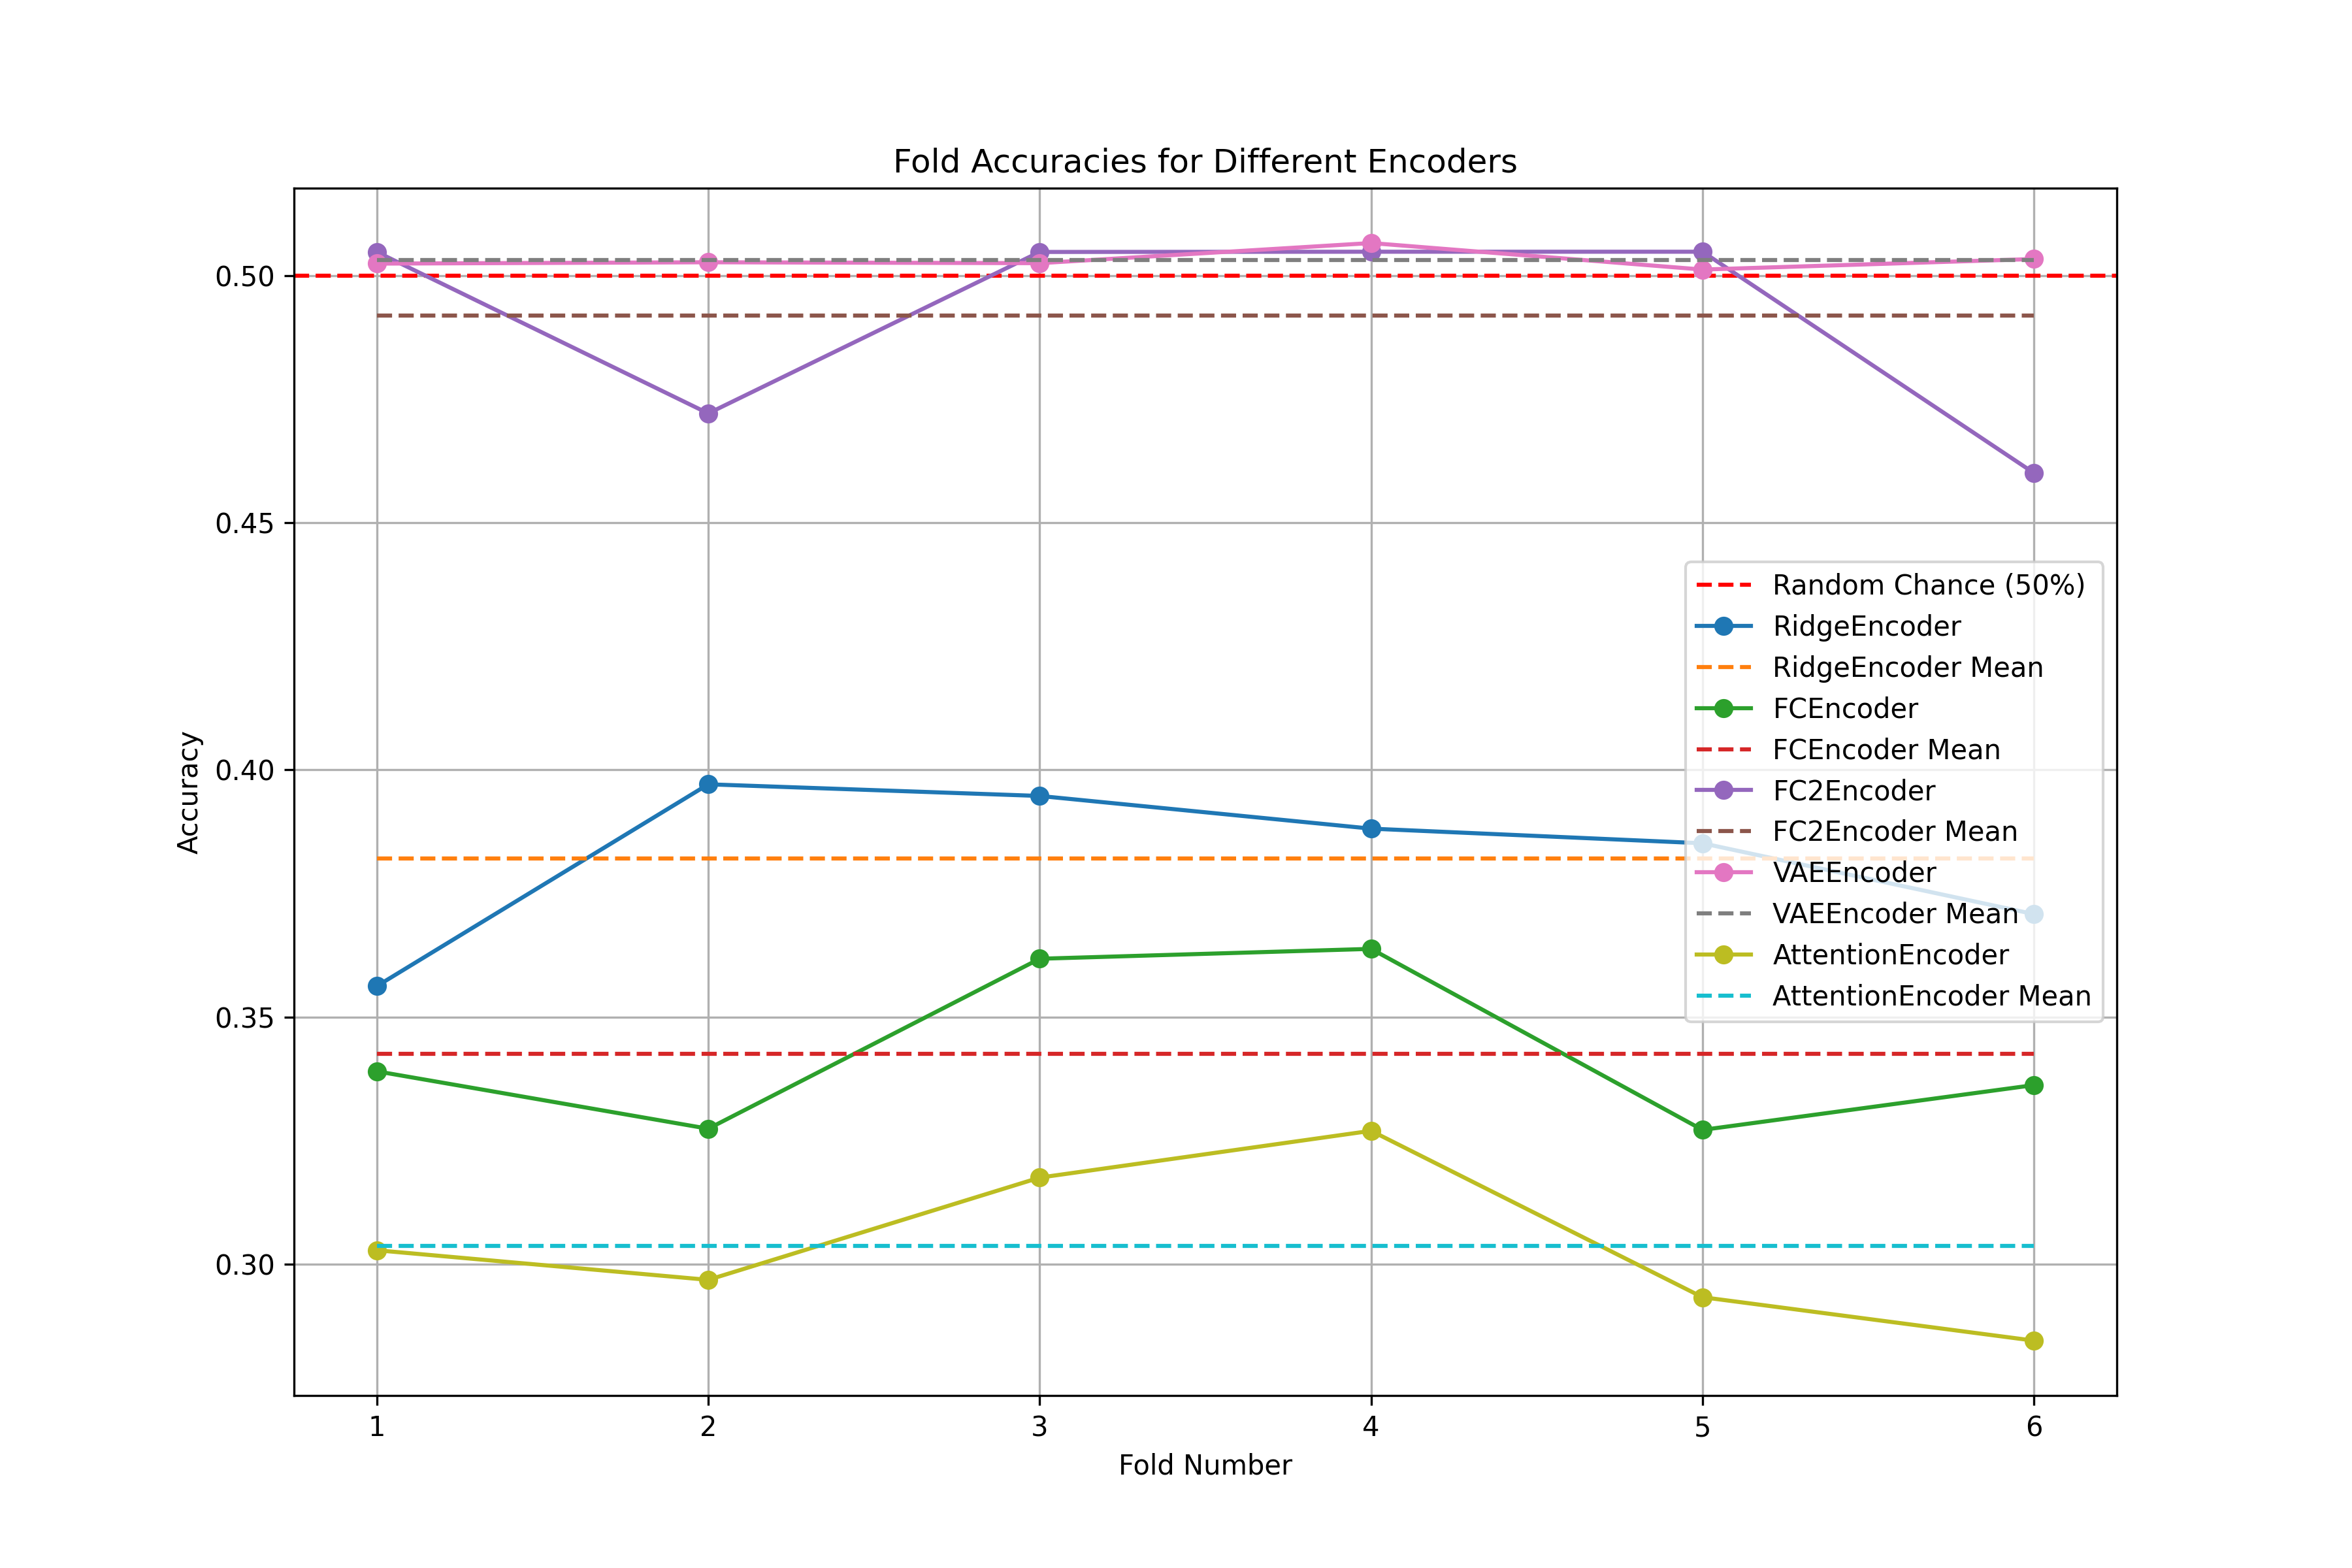 Fold Accuracies for Different Encoders
0.50
0.45
0.40
0.35
0.30
Accuracy
Random Chance (50%)
RidgeEncoder
RidgeEncoder Mean
FCEncoder
FCEncoder Mean
FC2Encoder
FC2Encoder Mean
VAEEncoder
VAEEncoder Mean
AttentionEncoder
AttentionEncoder Mean
1 2 3 4 5 6
Fold Number